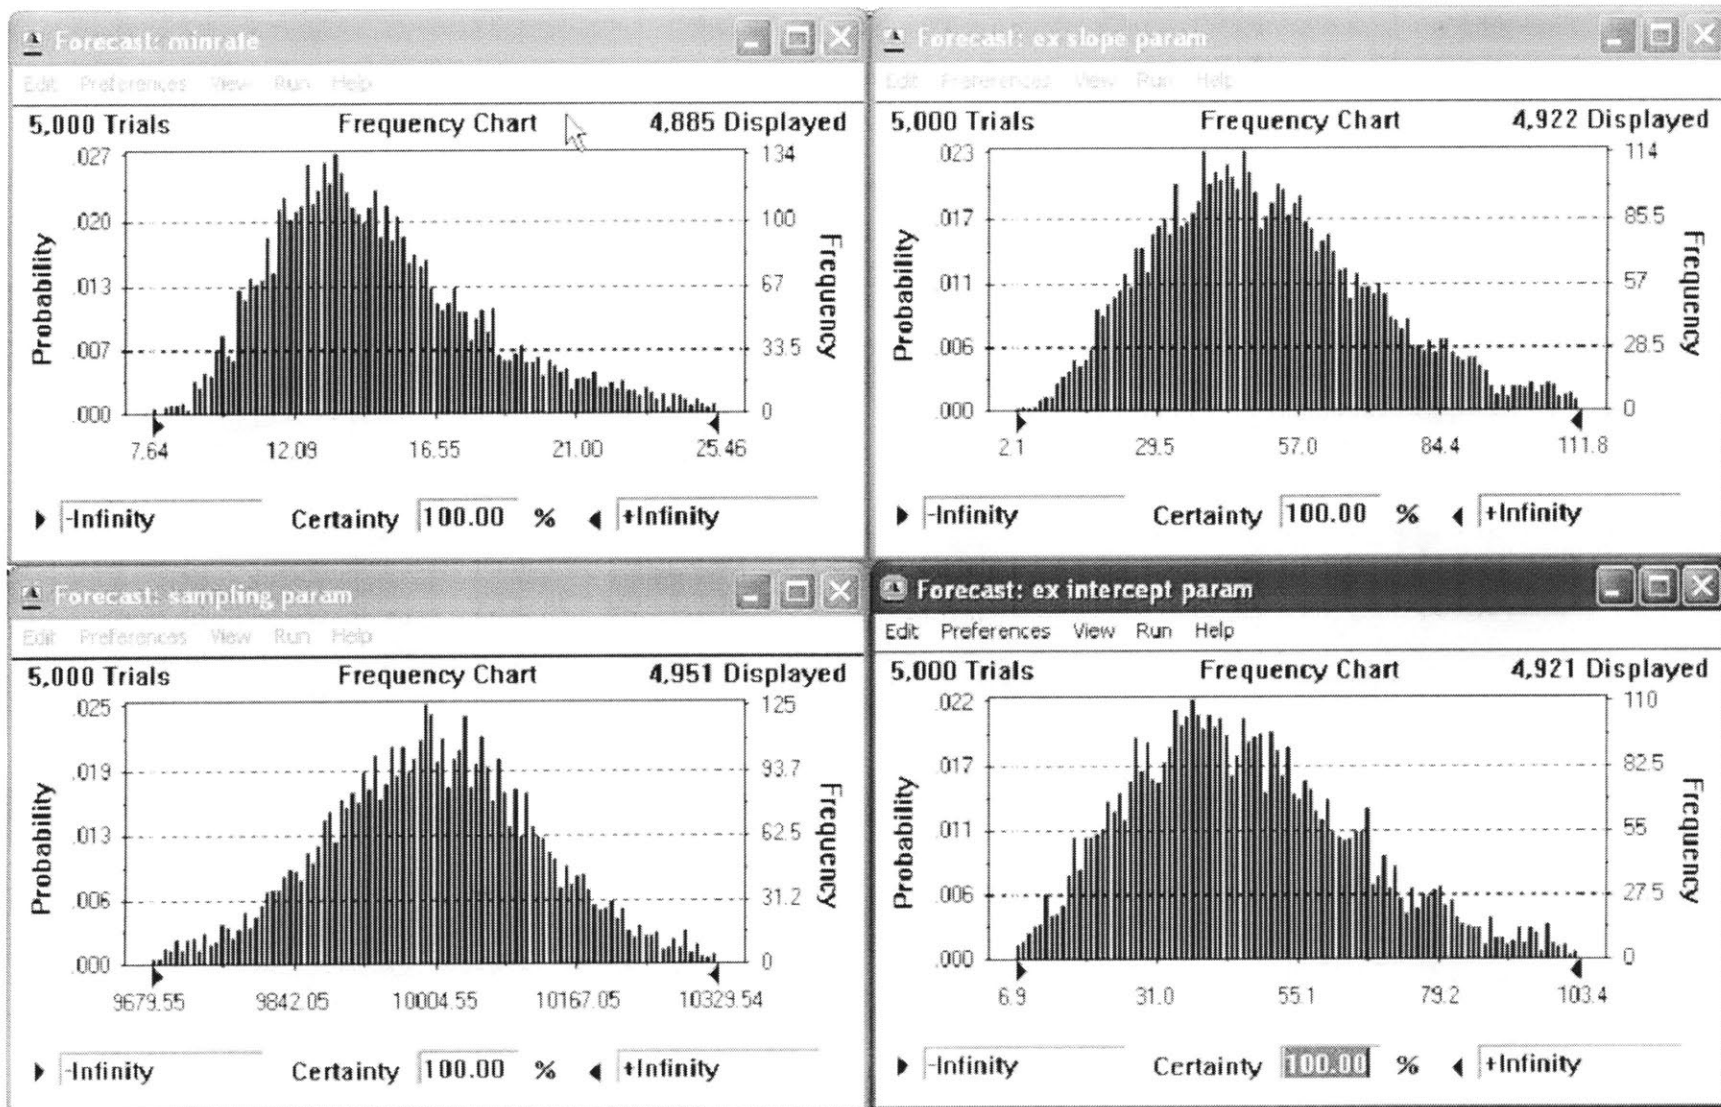 Forecast: minrate
Edit Preferences View Run Help
5,000 Trials Frequency Chart 4,885 Displayed
.027 134
.020 100
.013 67
.007 33.5
.000 0
Probability
Frequency
7.64 12.09 16.55 21.00 25.46
-Infinity Certainty 100.00 % +Infinity
Forecast: ex slope param
Edit Preferences View Run Help
5,000 Trials Frequency Chart 4,922 Displayed
.023 114
.017 85.5
.011 57
.006 28.5
.000 0
Probability
Frequency
2.1 29.5 57.0 84.4 111.8
-Infinity Certainty 100.00 % +Infinity
Forecast: sampling param
Edit Preferences View Run Help
5,000 Trials Frequency Chart 4,951 Displayed
.025 125
.019 93.7
.013 62.5
.006 31.2
.000 0
Probability
Frequency
9679.55 9842.05 10004.55 10167.05 10329.54
-Infinity Certainty 100.00 % +Infinity
Forecast: ex intercept param
Edit Preferences View Run Help
5,000 Trials Frequency Chart 4,921 Displayed
.022 110
.017 82.5
.011 55
.006 27.5
.000 0
Probability
Frequency
6.9 31.0 55.1 79.2 103.4
-Infinity Certainty 100.00 % +Infinity